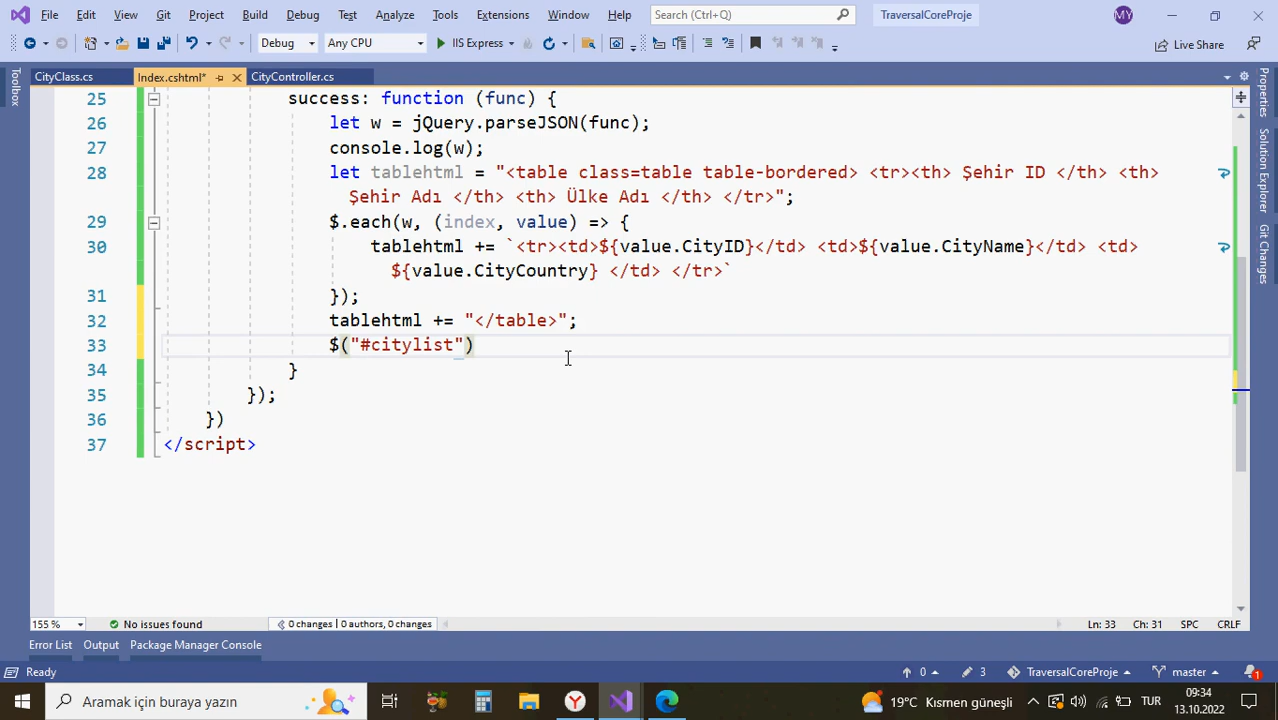 File Edit View Git Project Build Debug Test Analyze Tools Extensions Window Help Search (Ctrl+Q) TraversalCoreProje MY
Debug Any CPU IIS Express Live Share
CityClass.cs Index.cshtml* CityController.cs
Toolbox
Properties
Solution Explorer
Git Changes
25 success: function (func) {
26 let w = jQuery.parseJSON(func);
27 console.log(w);
28 let tablehtml = "<table class=table table-bordered> <tr><th> Şehir ID </th> <th>
Şehir Adı </th> <th> Ülke Adı </th> </tr>";
29 $.each(w, (index, value) => {
30 tablehtml += `<tr><td>${value.CityID}</td> <td>${value.CityName}</td> <td>
${value.CityCountry} </td> </tr>`
31 });
32 tablehtml += "</table>";
33 $("#citylist")
34 }
35 });
36 })
37 </script>
155 % No issues found 0 changes | 0 authors, 0 changes Ln: 33 Ch: 31 SPC CRLF
Error List Output Package Manager Console
Ready 0 3 TraversalCoreProje master 1
Aramak için buraya yazın 19°C Kısmen güneşli TUR 09:34
13.10.2022